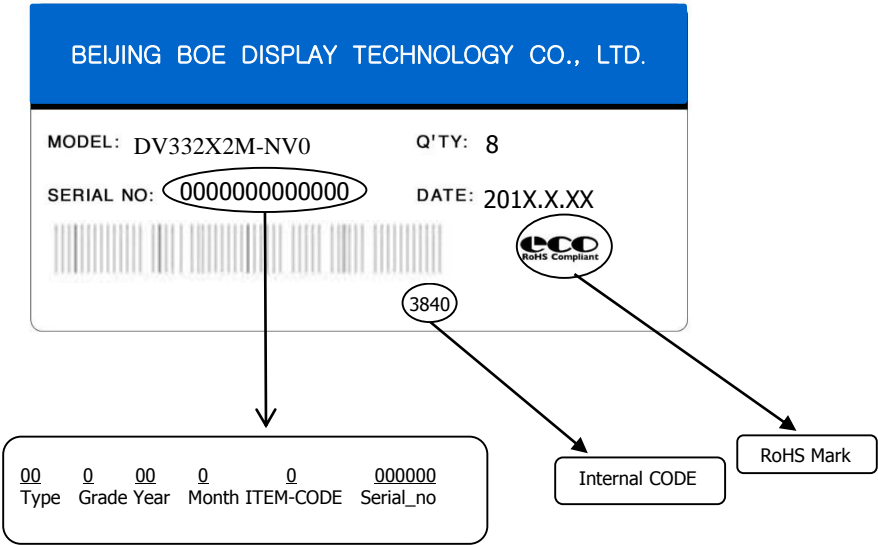 BEIJING BOE DISPLAY TECHNOLOGY CO., LTD.
MODEL: DV332X2M-NV0 Q'TY: 8
SERIAL NO: 0000000000000 DATE: 201X.X.XX
eco
RoHS Compliant
3840
RoHS Mark
Internal CODE
00 0 00 0 0 000000
Type Grade Year Month ITEM-CODE Serial_no